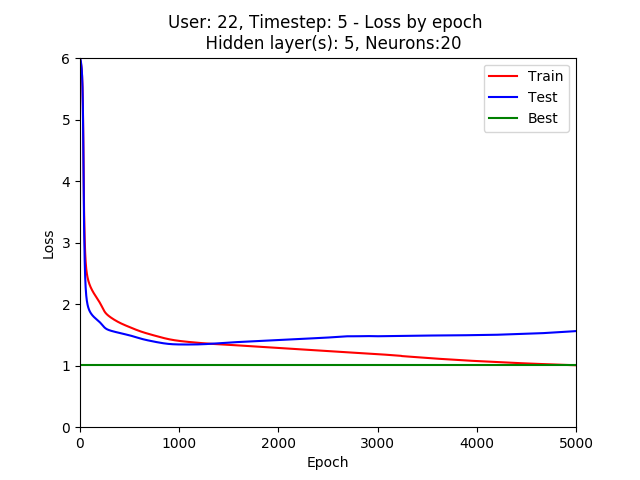 User: 22, Timestep: 5 - Loss by epoch
Hidden layer(s): 5, Neurons:20
Train
Test
Best
6
5
4
3
2
1
0
Loss
0
1000
2000
3000
4000
5000
Epoch